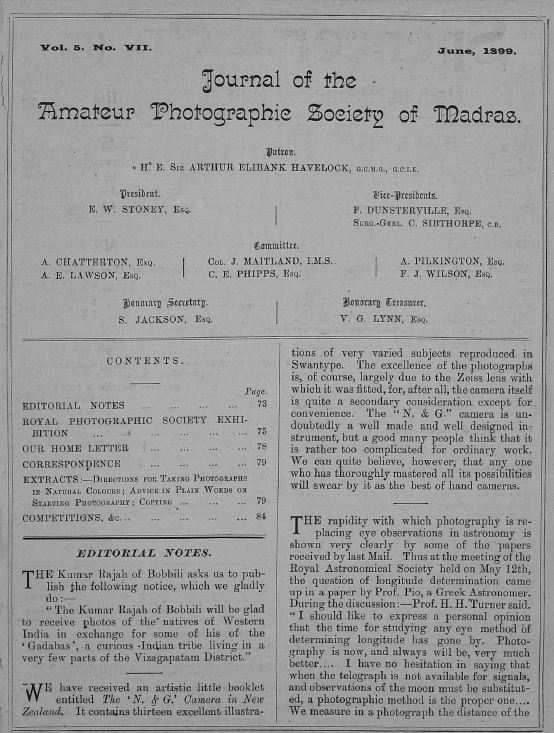 Vol. 5. No. VII.
June, 1899.
Journal of the
Amateur Photographic Society of Madras.
Patron.
H. E. Sir ARTHUR ELIBANK HAVELOCK, G.C.M.G., G.C.I.E.
President.
E. W. STONEY, Esq.
Vice-Presidents.
F. DUNSTERVILLE, Esq.
Surg.-Genl. C. SIBTHORPE, C.B.
Committee.
A. CHATTERTON, Esq.
A. E. LAWSON, Esq.
Col. J. MAITLAND, I.M.S.
C. E. PHIPPS, Esq.
A. PILKINGTON, Esq.
F. J. WILSON, Esq.
Honorary Secretary.
S. JACKSON, Esq.
Honorary Treasurer.
V. G. LYNN, Esq.
CONTENTS.
Page.
EDITORIAL NOTES ... ... ... ... 73
ROYAL PHOTOGRAPHIC SOCIETY EXHI-
BITION ... ... ... ... ... 75
OUR HOME LETTER ... ... ... ... 78
CORRESPONDENCE ... ... ... ... 79
EXTRACTS:—Directions for Taking Photographs
in Natural Colours; Advice in Plain Words on
Starting Photography; Copying ... ... ... 79
COMPETITIONS, &c. .. ... ... ... ... 84
EDITORIAL NOTES.
THE Kumar Rajah of Bobbili asks us to pub-
lish the following notice, which we gladly
do:—
"The Kumar Rajah of Bobbili will be glad
to receive photos of the natives of Western
India in exchange for some of his of the
'Gadabas', a curious Indian tribe living in a
very few parts of the Vizagapatam District."
WE have received an artistic little booklet
entitled The 'N. & G.' Camera in New
Zealand. It contains thirteen excellent illustra-
tions of very varied subjects reproduced in
Swantype. The excellence of the photographs
is, of course, largely due to the Zeiss lens with
which it was fitted, for, after all, the camera itself
is quite a secondary consideration except for
convenience. The "N. & G." camera is un-
doubtedly a well made and well designed in-
strument, but a good many people think that it
is rather too complicated for ordinary work.
We can quite believe, however, that any one
who has thoroughly mastered all its possibilities
will swear by it as the best of hand cameras.
THE rapidity with which photography is re-
placing eye observations in astronomy is
shown very clearly by some of the papers
received by last Mail. Thus at the meeting of the
Royal Astronomical Society held on May 12th,
the question of longitude determination came
up in a paper by Prof. Pio, a Greek Astronomer.
During the discussion:—Prof. H. H. Turner said.
"I should like to express a personal opinion
that the time for studying any eye method of
determining longitude has gone by. Photo-
graphy is now, and always will be, very much
better.... I have no hesitation in saying that
when the telegraph is not available for signals,
and observations of the moon must be substitut-
ed, a photographic method is the proper one....
We measure in a photograph the distance of the